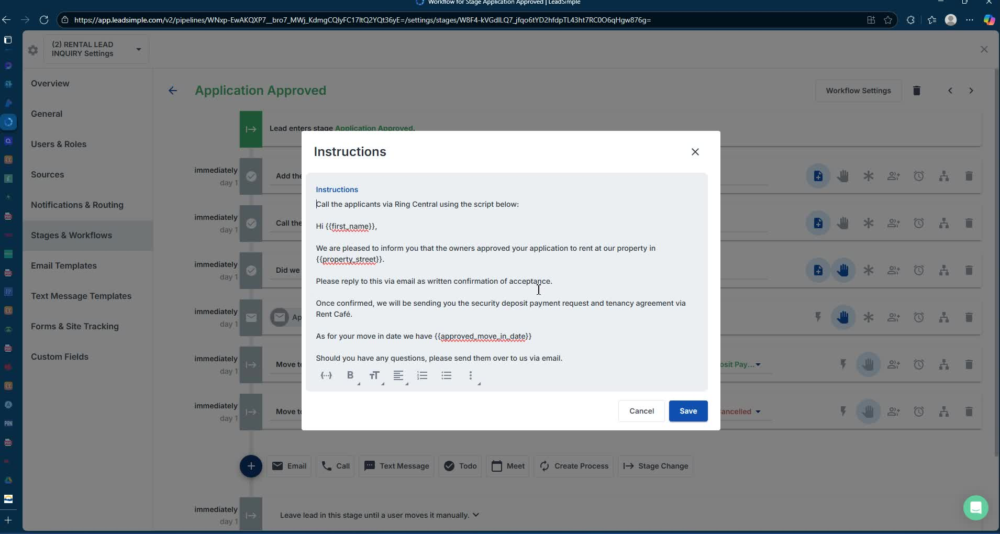 Workflow for Stage Application Approved | LeadSimple
https://app.leadsimple.com/v2/pipelines/WNxp-EwAKQXP7__bro7_MWj_KdmgCQlyFC17ltQ2YQt36yE=/settings/stages/W8F4-kVGdlLQ7_jfqo6tYD2hfdpTL43ht7RC0O6qHgw876g=
(2) RENTAL LEAD
INQUIRY Settings
Overview
General
Users & Roles
Sources
Notifications & Routing
Stages & Workflows
Email Templates
Text Message Templates
Forms & Site Tracking
Custom Fields
Application Approved
Workflow Settings
Lead enters stage Application Approved.
immediately
day 1
Add the
immediately
day 1
Call the
immediately
day 1
Did we
immediately
day 1
Ap
immediately
day 1
Move to
osit Pay...
immediately
day 1
Move to
ancelled
Instructions
Instructions
Call the applicants via Ring Central using the script below:
Hi {{first_name}},
We are pleased to inform you that the owners approved your application to rent at our property in
{{property_street}}.
Please reply to this via email as written confirmation of acceptance.
Once confirmed, we will be sending you the security deposit payment request and tenancy agreement via
Rent Café.
As for your move in date we have {{approved_move_in_date}}
Should you have any questions, please send them over to us via email.
Cancel
Save
Email
Call
Text Message
Todo
Meet
Create Process
Stage Change
immediately
day 1
Leave lead in this stage until a user moves it manually.
PRN